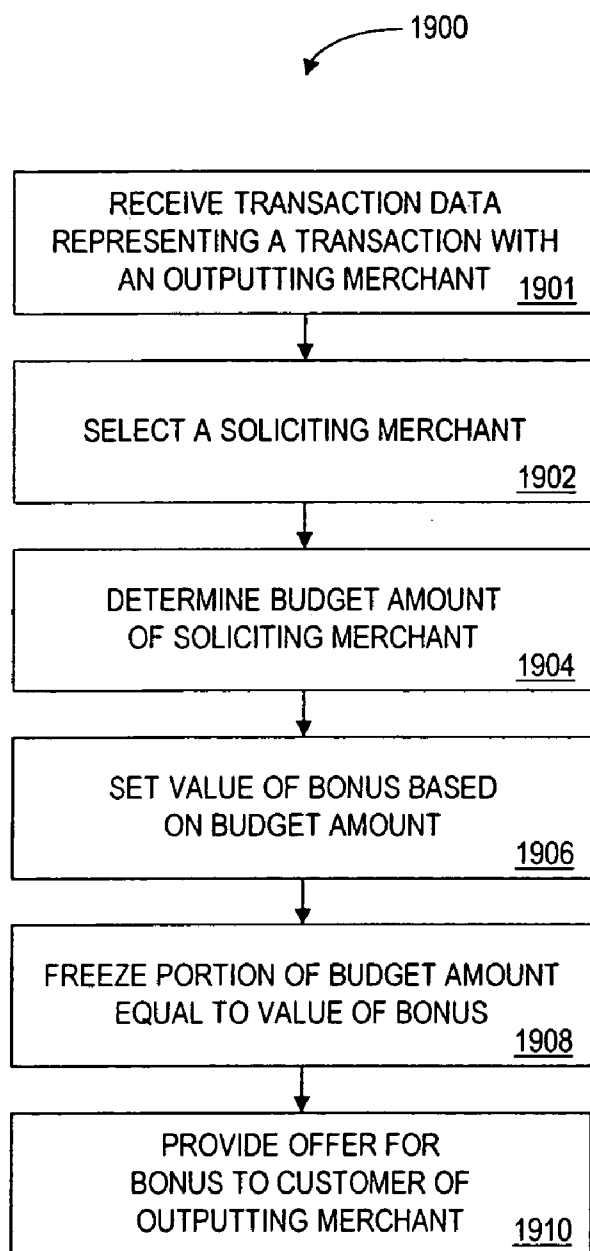 1900
RECEIVE TRANSACTION DATA
REPRESENTING A TRANSACTION WITH
AN OUTPUTTING MERCHANT
1901
SELECT A SOLICITING MERCHANT
1902
DETERMINE BUDGET AMOUNT
OF SOLICITING MERCHANT
1904
SET VALUE OF BONUS BASED
ON BUDGET AMOUNT
1906
FREEZE PORTION OF BUDGET AMOUNT
EQUAL TO VALUE OF BONUS
1908
PROVIDE OFFER FOR
BONUS TO CUSTOMER OF
OUTPUTTING MERCHANT
1910